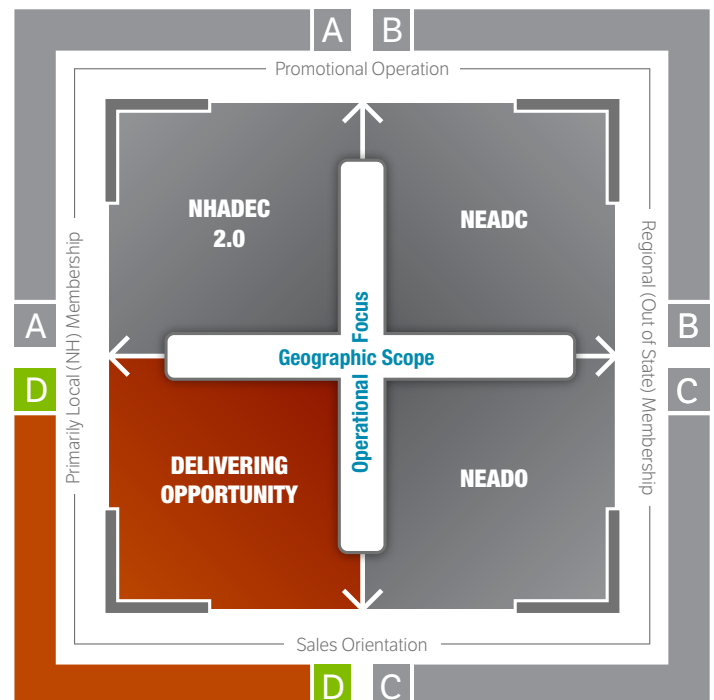 A B
Promotional Operation
NHADEC
2.0
NEADC
Primarily Local (NH) Membership
Regional (Out of State) Membership
A
B
Operational Focus
Geographic Scope
D
C
DELIVERING
OPPORTUNITY
NEADO
Sales Orientation
D C